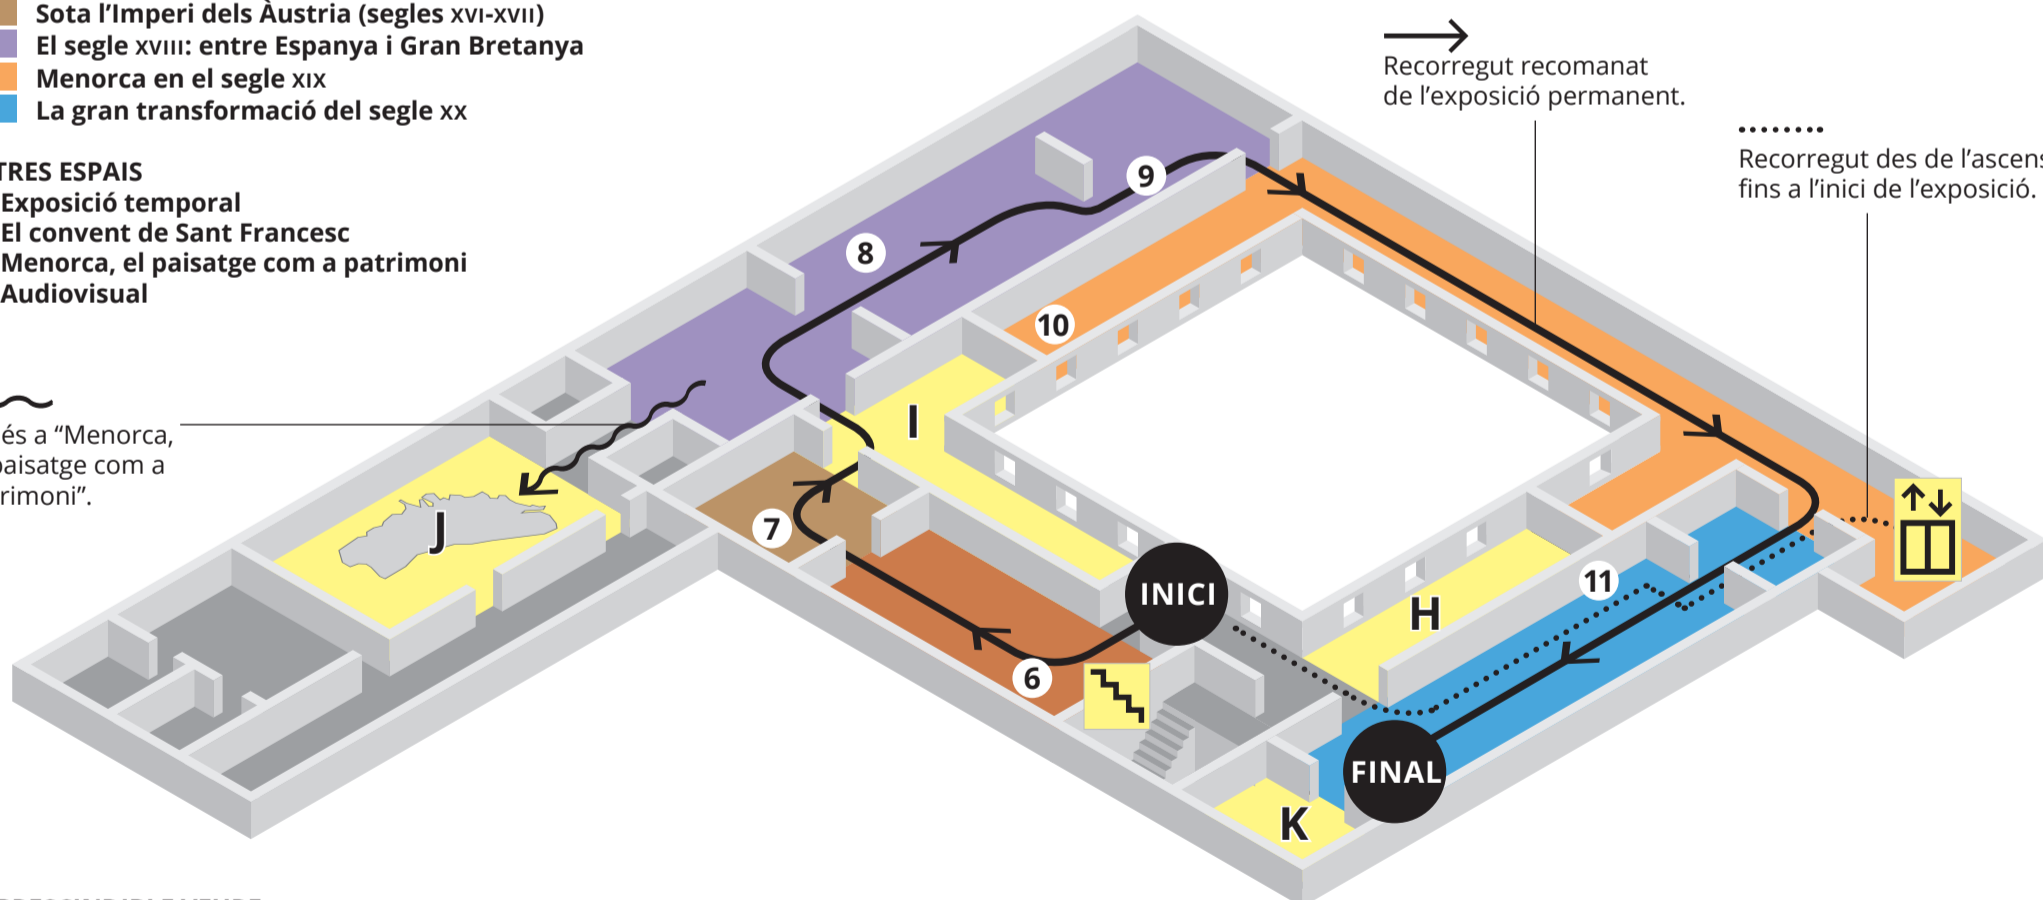 Sota l’Imperi dels Àustria (segles XVI-XVII)
El segle XVIII: entre Espanya i Gran Bretanya
Menorca en el segle XIX
La gran transformació del segle XX
TRES ESPAIS
Exposició temporal
El convent de Sant Francesc
Menorca, el paisatge com a patrimoni
Audiovisual
Recorregut recomanat
de l’exposició permanent.
Recorregut des de l’ascens
fins a l’inici de l’exposició.
és a “Menorca,
paisatge com a
rimoni”.
9
8
10
I
J
7
INICI
11
H
6
FINAL
K